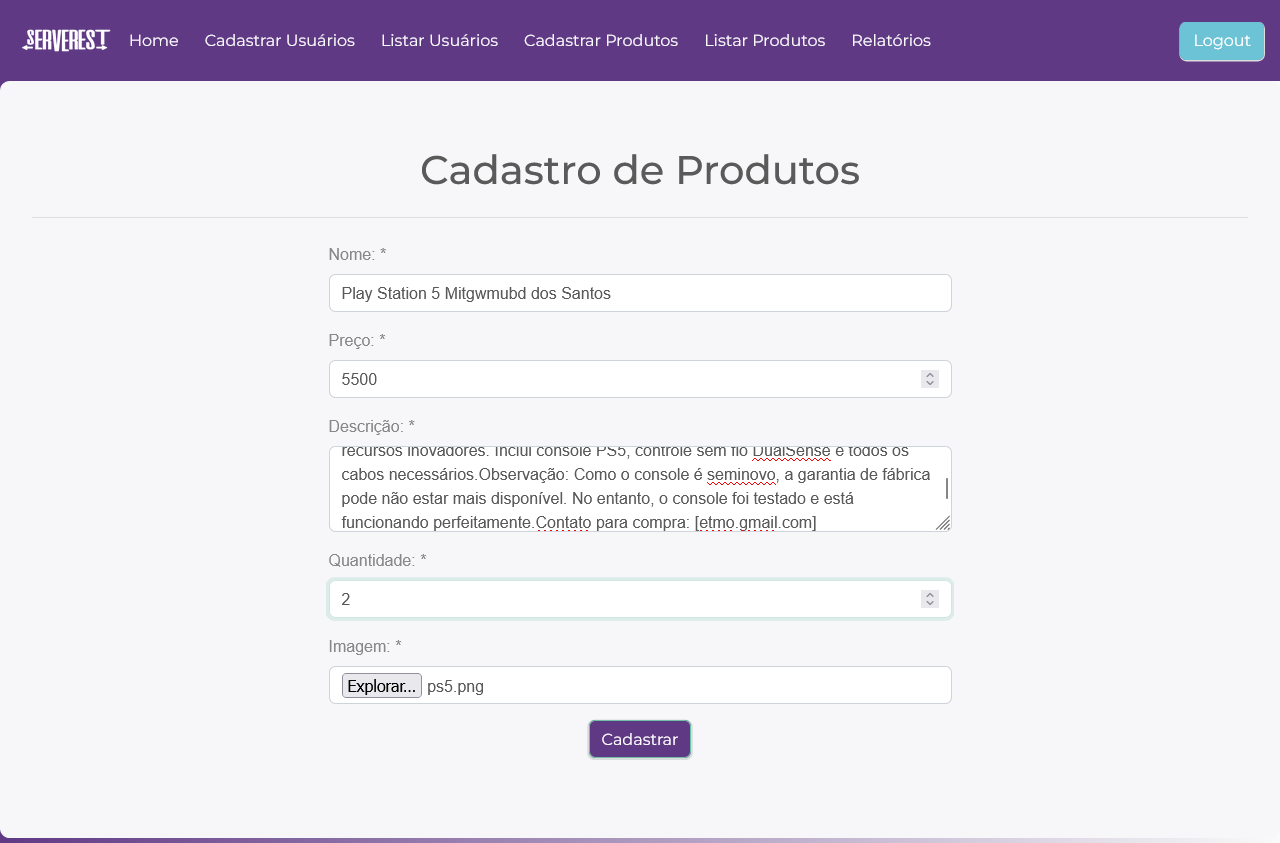 SERVEREST
Home
Cadastrar Usuários
Listar Usuários
Cadastrar Produtos
Listar Produtos
Relatórios
Logout
Cadastro de Produtos
Nome: *
Play Station 5 Mitgwmubd dos Santos
Preço: *
5500
Descrição: *
recursos inovadores. Inclui console PS5, controle sem fio DualSense e todos os
cabos necessários.Observação: Como o console é seminovo, a garantia de fábrica
pode não estar mais disponível. No entanto, o console foi testado e está
funcionando perfeitamente.Contato para compra: [etmo.gmail.com]
Quantidade: *
2
Imagem: *
Explorar... ps5.png
Cadastrar